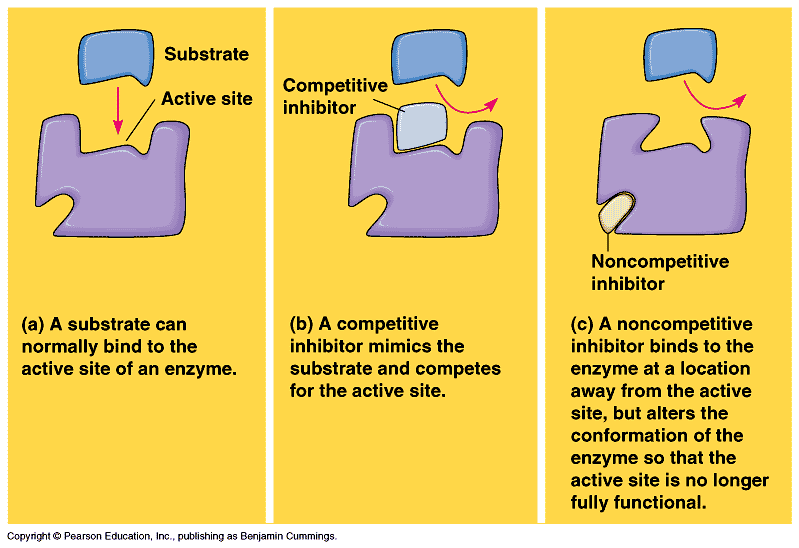 Substrate
Active site
(a) A substrate can
normally bind to the
active site of an enzyme.
Competitive
inhibitor
(b) A competitive
inhibitor mimics the
substrate and competes
for the active site.
Noncompetitive
inhibitor
(c) A noncompetitive
inhibitor binds to the
enzyme at a location
away from the active
site, but alters the
conformation of the
enzyme so that the
active site is no longer
fully functional.
Copyright © Pearson Education, Inc., publishing as Benjamin Cummings.